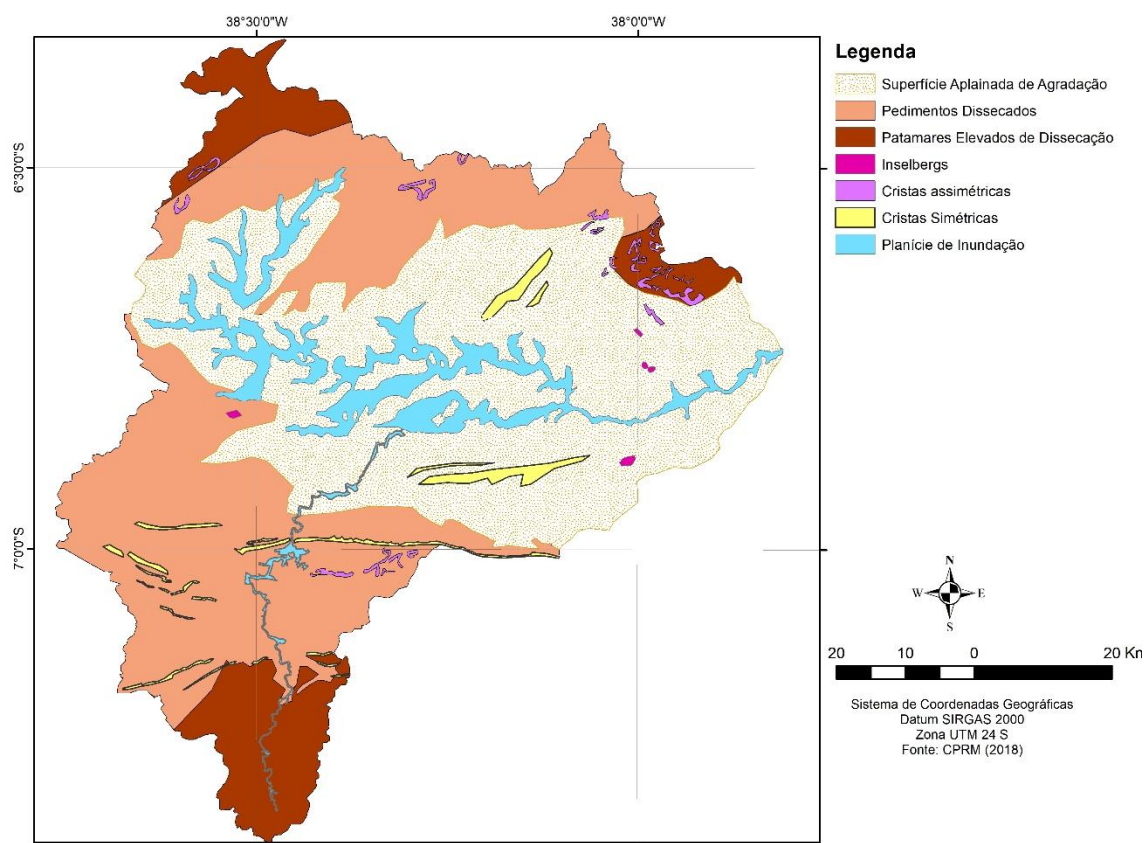 38°30'0"W
38°0'0"W
6°30'0"S
7°0'0"S
Legenda
Superfície Aplainada de Agradação
Pedimentos Dissecados
Patamares Elevados de Dissecação
Inselbergs
Cristas assimétricas
Cristas Simétricas
Planície de Inundação
N
W
E
S
20 10 0 20 Km
Sistema de Coordenadas Geográficas
Datum SIRGAS 2000
Zona UTM 24 S
Fonte: CPRM (2018)